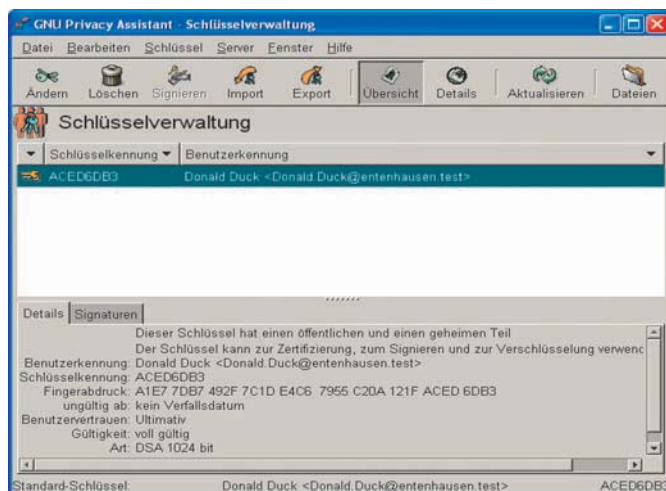 GNU Privacy Assistant - Schlüsselverwaltung
Datei Bearbeiten Schlüssel Server Fenster Hilfe
Ändern Löschen Signieren Import Export Übersicht Details Aktualisieren Dateien
Schlüsselverwaltung
Schlüsselkennung Benutzerkennung
ACED6DB3 Donald Duck <Donald.Duck@entenhausen.test>
Details Signaturen
Dieser Schlüssel hat einen öffentlichen und einen geheimen Teil
Der Schlüssel kann zur Zertifizierung, zum Signieren und zur Verschlüsselung verwend
Benutzerkennung: Donald Duck <Donald.Duck@entenhausen.test>
Schlüsselkennung: ACED6DB3
Fingerabdruck: A1E7 7DB7 492F 7C1D E4C6 7955 C20A 121F ACED 6DB3
ungültig ab: kein Verfallsdatum
Benutzervertrauen: Ultimativ
Gültigkeit: voll gültig
Art: DSA 1024 bit
Standard-Schlüssel: Donald Duck <Donald.Duck@entenhausen.test> ACED6DB3